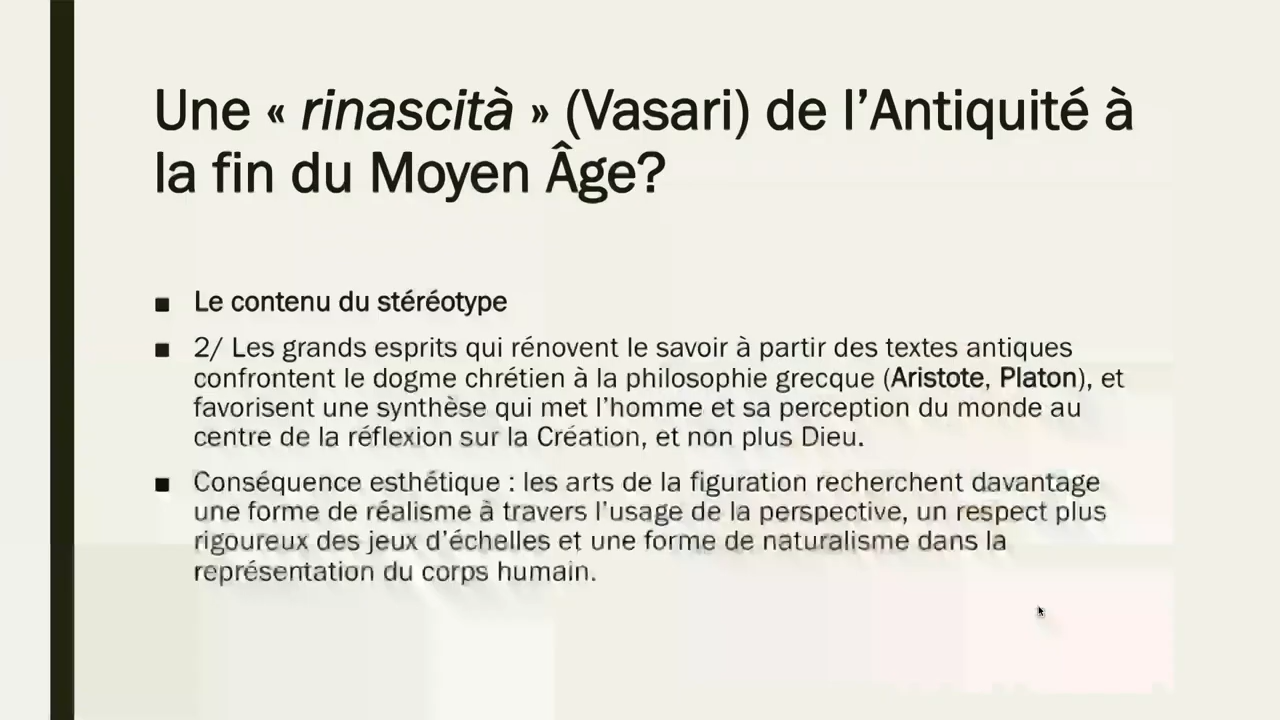 Une « rinascità » (Vasari) de l’Antiquité à
la fin du Moyen Âge?
■ Le contenu du stéréotype
■ 2/ Les grands esprits qui rénovent le savoir à partir des textes antiques
confrontent le dogme chrétien à la philosophie grecque (Aristote, Platon), et
favorisent une synthèse qui met l’homme et sa perception du monde au
centre de la réflexion sur la Création, et non plus Dieu.
■ Conséquence esthétique : les arts de la figuration recherchent davantage
une forme de réalisme à travers l’usage de la perspective, un respect plus
rigoureux des jeux d’échelles et une forme de naturalisme dans la
représentation du corps humain.